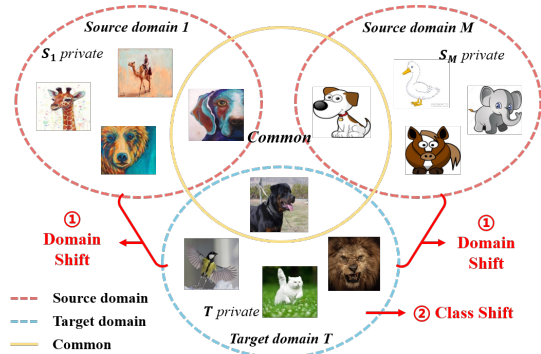 Source domain 1
Source domain M
S₁ private
S_M private
Common
①
Domain
Shift
①
Domain
Shift
T private
② Class Shift
Source domain
Target domain
Common
Target domain T